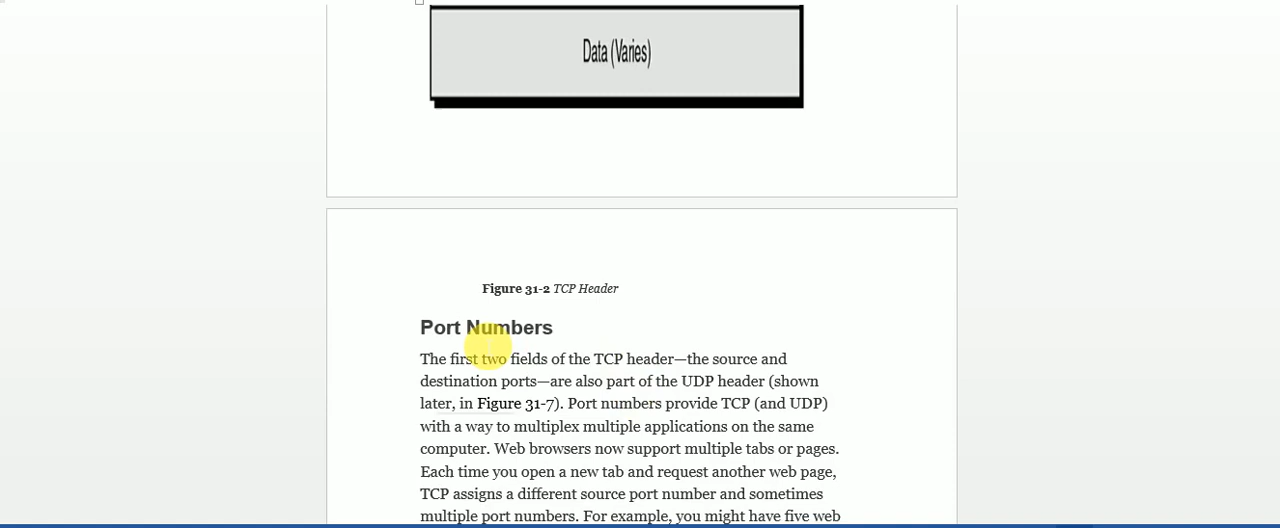 Data (Varies)
Figure 31-2 TCP Header
Port Numbers
The first two fields of the TCP header—the source and
destination ports—are also part of the UDP header (shown
later, in Figure 31-7). Port numbers provide TCP (and UDP)
with a way to multiplex multiple applications on the same
computer. Web browsers now support multiple tabs or pages.
Each time you open a new tab and request another web page,
TCP assigns a different source port number and sometimes
multiple port numbers. For example, you might have five web